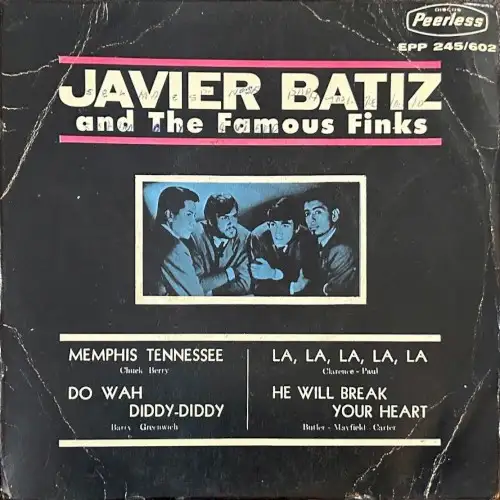 DISCOS
Peerless
EPP 245/602
JAVIER BATIZ
and The Famous Finks
MEMPHIS TENNESSEE
Chuck Berry
DO WAH
DIDDY-DIDDY
Barry Greenwich
LA, LA, LA, LA, LA
Clarence - Paul
HE WILL BREAK
YOUR HEART
Butler - Mayfield Carter